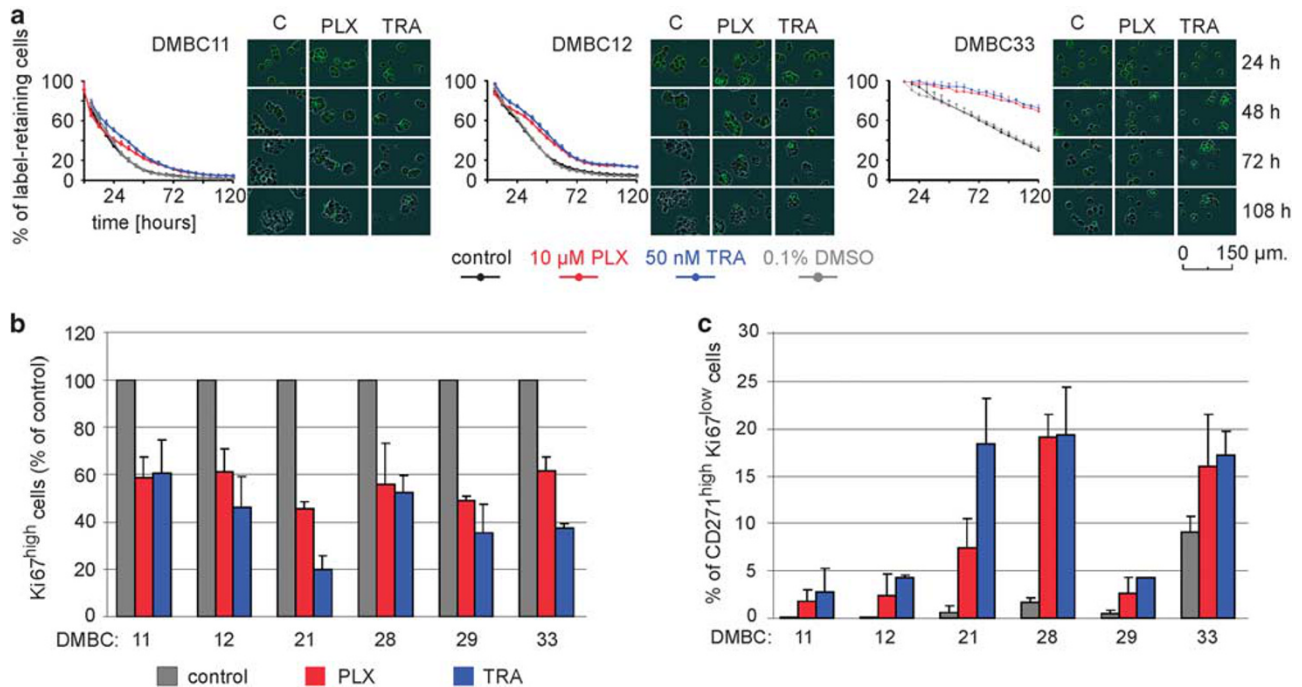 a
C PLX TRA
C PLX TRA
C PLX TRA
DMBC11
DMBC12
DMBC33
% of label-retaining cells
100
60
20
0
24 72 120
time [hours]
100
60
20
0
24 72 120
100
60
20
0
24 72 120
24 h
48 h
72 h
108 h
control 10 µM PLX 50 nM TRA 0.1% DMSO
0 150 µm.
b
Ki67high cells (% of control)
120
100
80
60
40
20
0
DMBC: 11 12 21 28 29 33
control PLX TRA
c
% of CD271high Ki67low cells
30
25
20
15
10
5
0
DMBC: 11 12 21 28 29 33